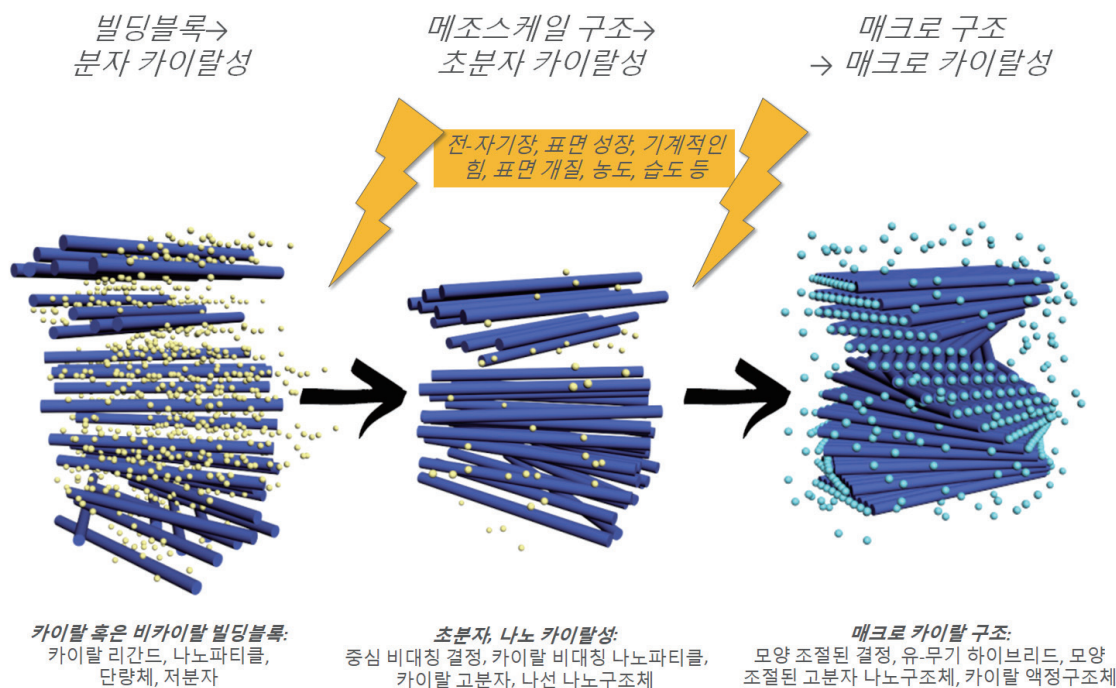 빌딩블록→
분자 카이랄성
메조스케일 구조→
초분자 카이랄성
매크로 구조
→ 매크로 카이랄성
전-자기장, 표면 성장, 기계적인
힘, 표면 개질, 농도, 습도 등
카이랄 혹은 비카이랄 빌딩블록:
카이랄 리간드, 나노파티클,
단량체, 저분자
초분자, 나노 카이랄성:
중심 비대칭 결정, 카이랄 비대칭 나노파티클,
카이랄 고분자, 나선 나노구조체
매크로 카이랄 구조:
모양 조절된 결정, 유-무기 하이브리드, 모양
조절된 고분자 나노구조체, 카이랄 액정구조체